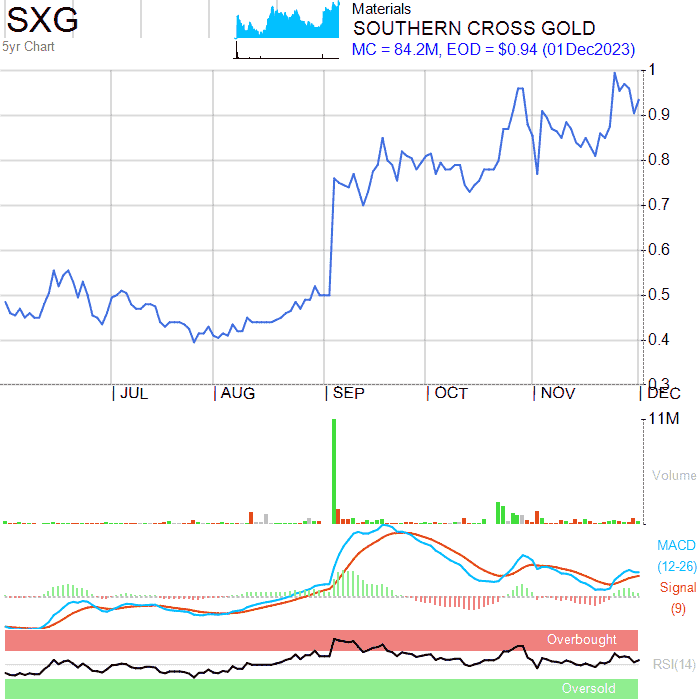 SXG
5yr Chart
Materials
SOUTHERN CROSS GOLD
MC = 84.2M, EOD = $0.94 (01Dec2023)
1
0.9
0.8
0.7
0.6
0.5
0.4
0.3
JUL
AUG
SEP
OCT
NOV
DEC
11M
Volume
MACD
(12-26)
Signal
(9)
Overbought
RSI(14)
Oversold